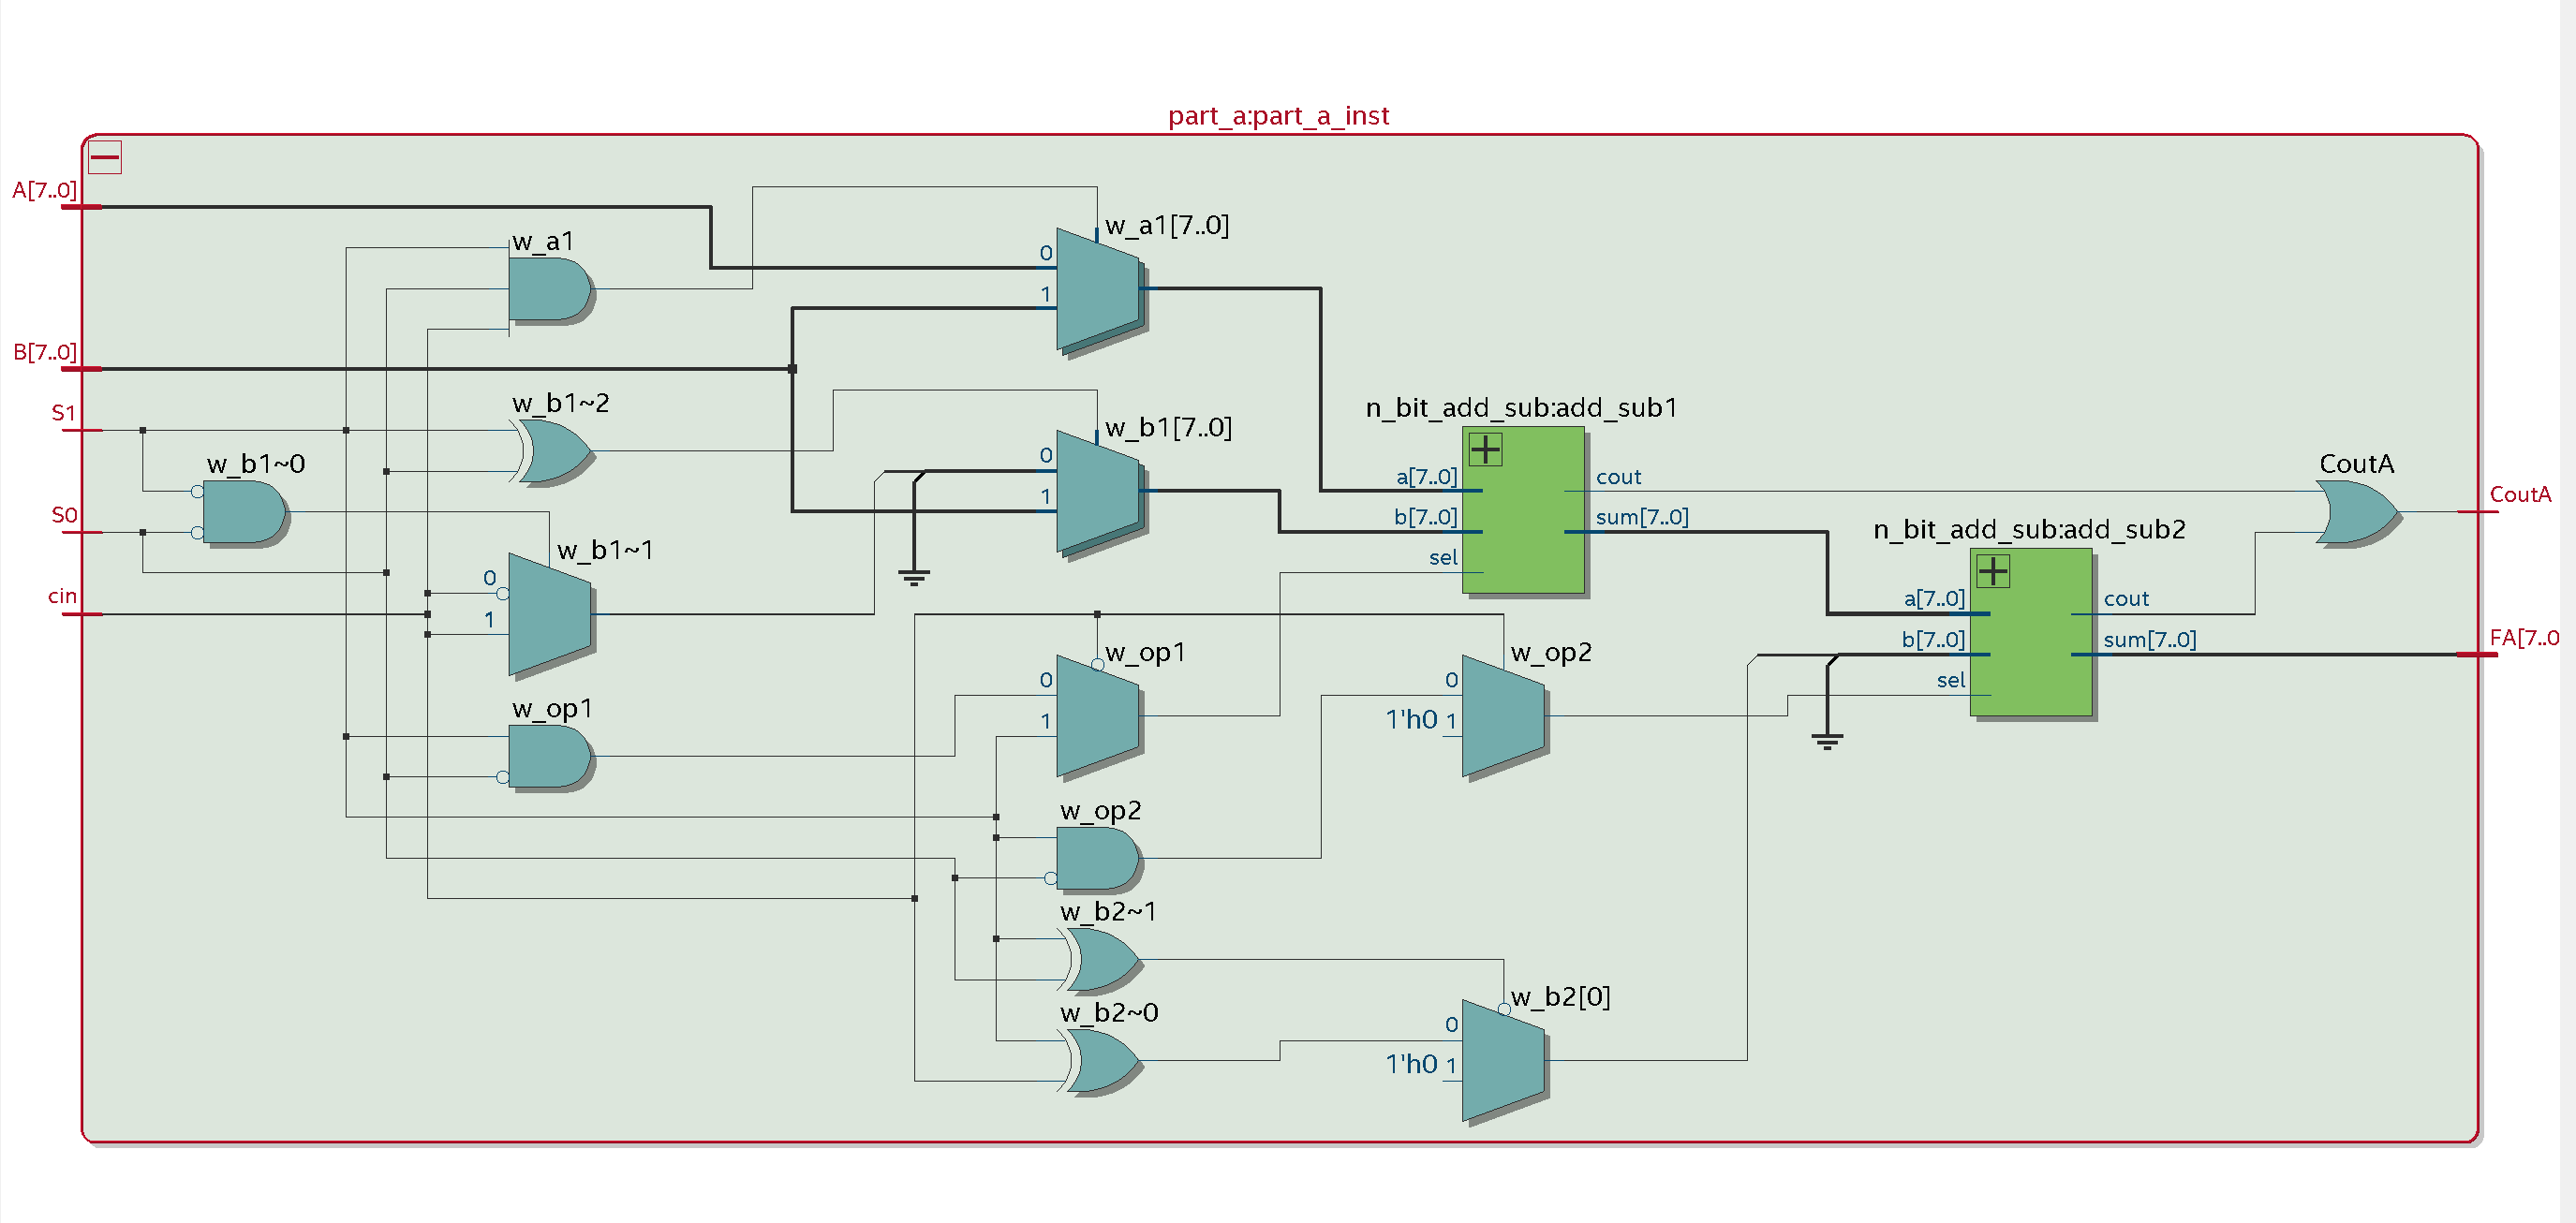 part_a:part_a_inst
A[7..0]
w_a1
w_a1[7..0]
0
1
B[7..0]
S1
w_b1~2
w_b1[7..0]
0
1
n_bit_add_sub:add_sub1
a[7..0]
cout
b[7..0]
sum[7..0]
sel
w_b1~0
S0
cin
w_b1~1
0
1
CoutA
CoutA
n_bit_add_sub:add_sub2
a[7..0]
cout
b[7..0]
sum[7..0]
sel
FA[7..0
w_op1
0
1
w_op2
0
1'h0 1
w_op1
w_op2
w_b2~1
w_b2~0
w_b2[0]
0
1'h0 1